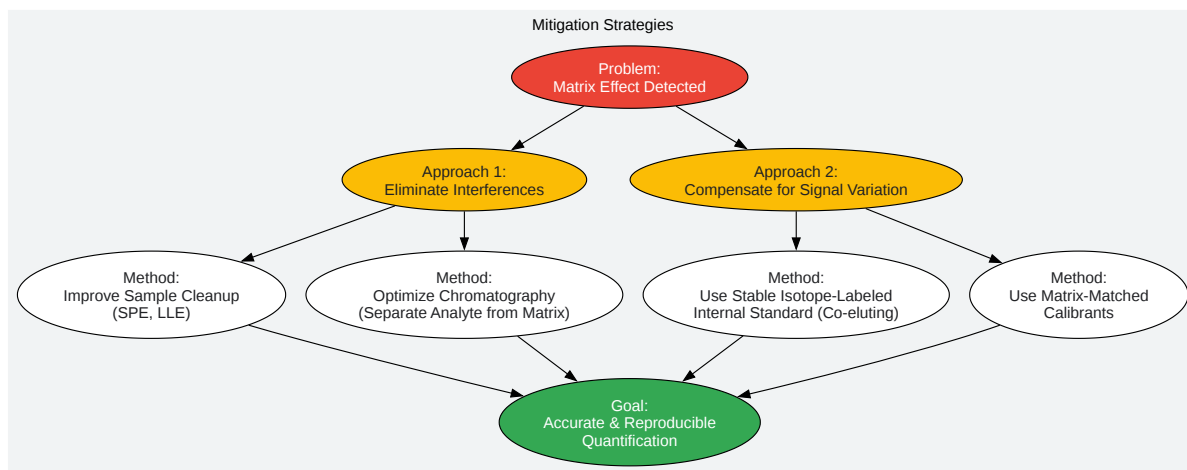 Mitigation Strategies
Problem:
Matrix Effect Detected
Approach 1:
Eliminate Interferences
Approach 2:
Compensate for Signal Variation
Method:
Improve Sample Cleanup
(SPE, LLE)
Method:
Optimize Chromatography
(Separate Analyte from Matrix)
Method:
Use Stable Isotope-Labeled
Internal Standard (Co-eluting)
Method:
Use Matrix-Matched
Calibrants
Goal:
Accurate & Reproducible
Quantification